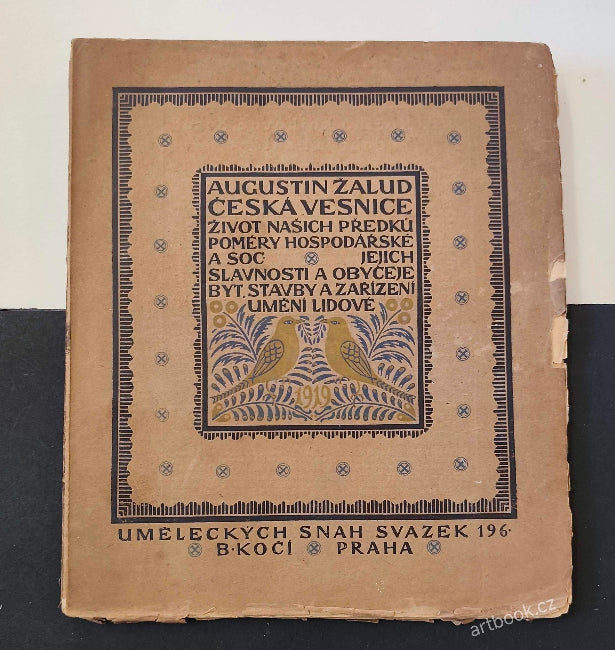 AUGUSTIN ŽALUD
ČESKÁ VESNICE
ŽIVOT NAŠICH PŘEDKŮ
POMĚRY HOSPODÁŘSKÉ
A SOC JEJICH
SLAVNOSTI A OBYČEJE
BYT, STAVBY A ZAŘÍZENÍ
UMĚNÍ LIDOVÉ
1919
UMĚLECKÝCH SNAH SVAZEK 196.
B·KOČÍ PRAHA
artbook.cz